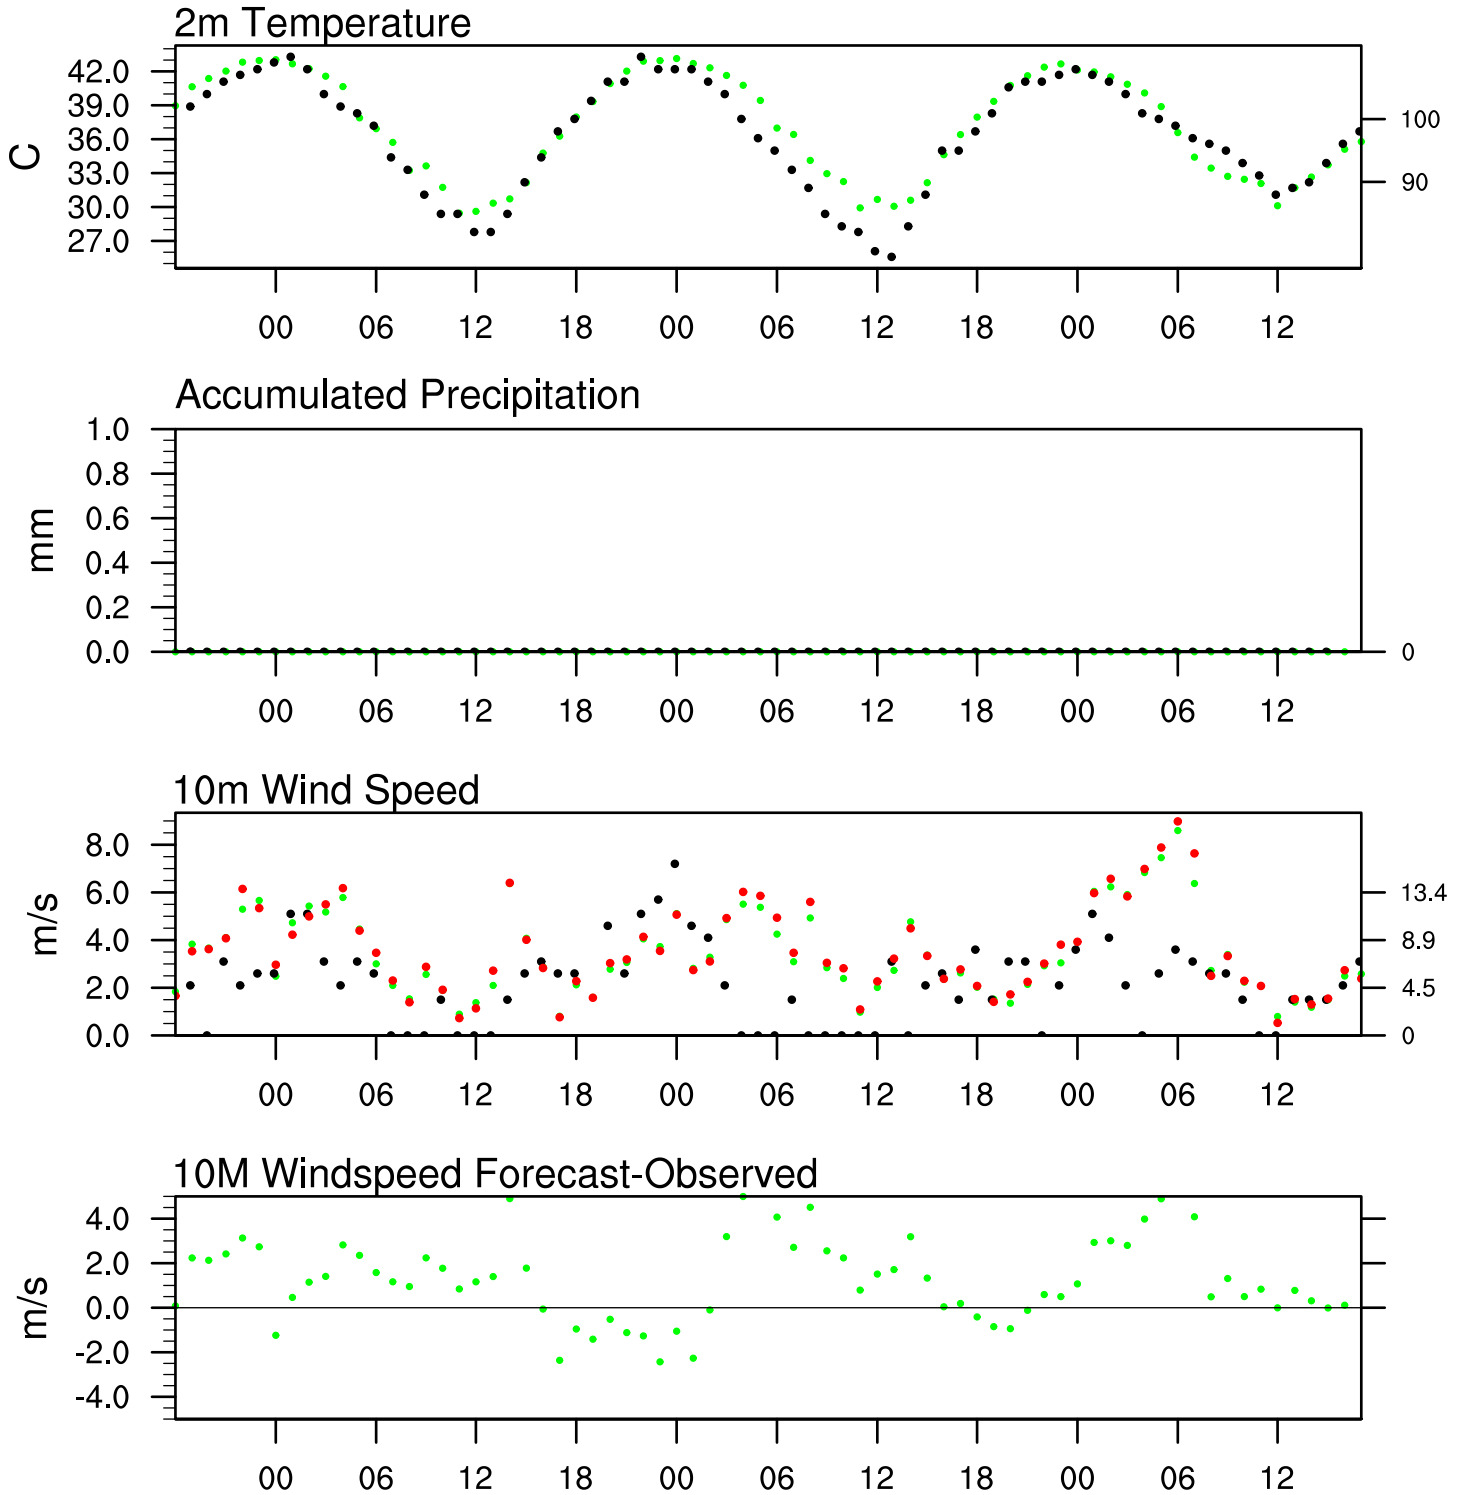 2m Temperature
C
42.0
39.0
36.0
33.0
30.0
27.0
100
90
00 06 12 18 00 06 12 18 00 06 12
Accumulated Precipitation
mm
1.0
0.8
0.6
0.4
0.2
0.0
0
00 06 12 18 00 06 12 18 00 06 12
10m Wind Speed
m/s
8.0
6.0
4.0
2.0
0.0
13.4
8.9
4.5
0
00 06 12 18 00 06 12 18 00 06 12
10M Windspeed Forecast-Observed
m/s
4.0
2.0
0.0
-2.0
-4.0
00 06 12 18 00 06 12 18 00 06 12